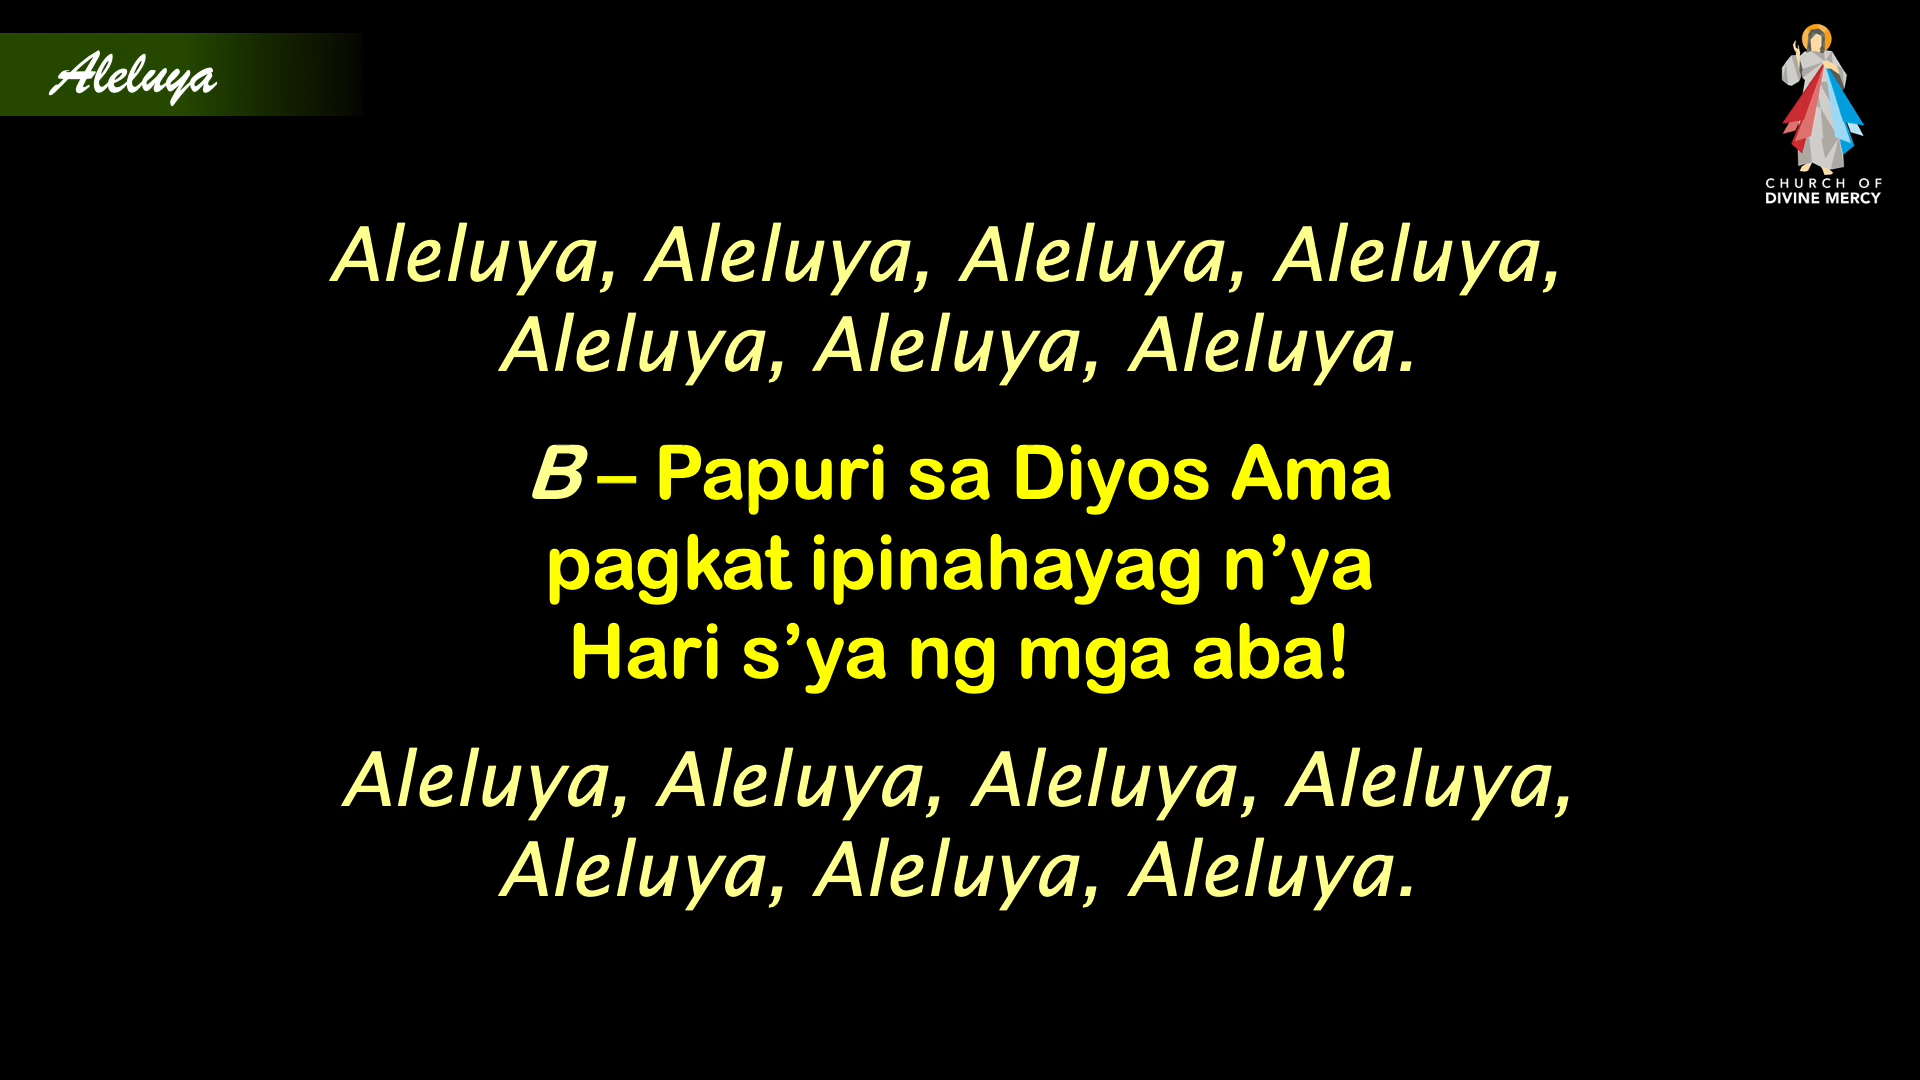 Aleluya
CHURCH OF
DIVINE MERCY
Aleluya, Aleluya, Aleluya, Aleluya,
Aleluya, Aleluya, Aleluya.
B – Papuri sa Diyos Ama
pagkat ipinahayag n’ya
Hari s’ya ng mga aba!
Aleluya, Aleluya, Aleluya, Aleluya,
Aleluya, Aleluya, Aleluya.